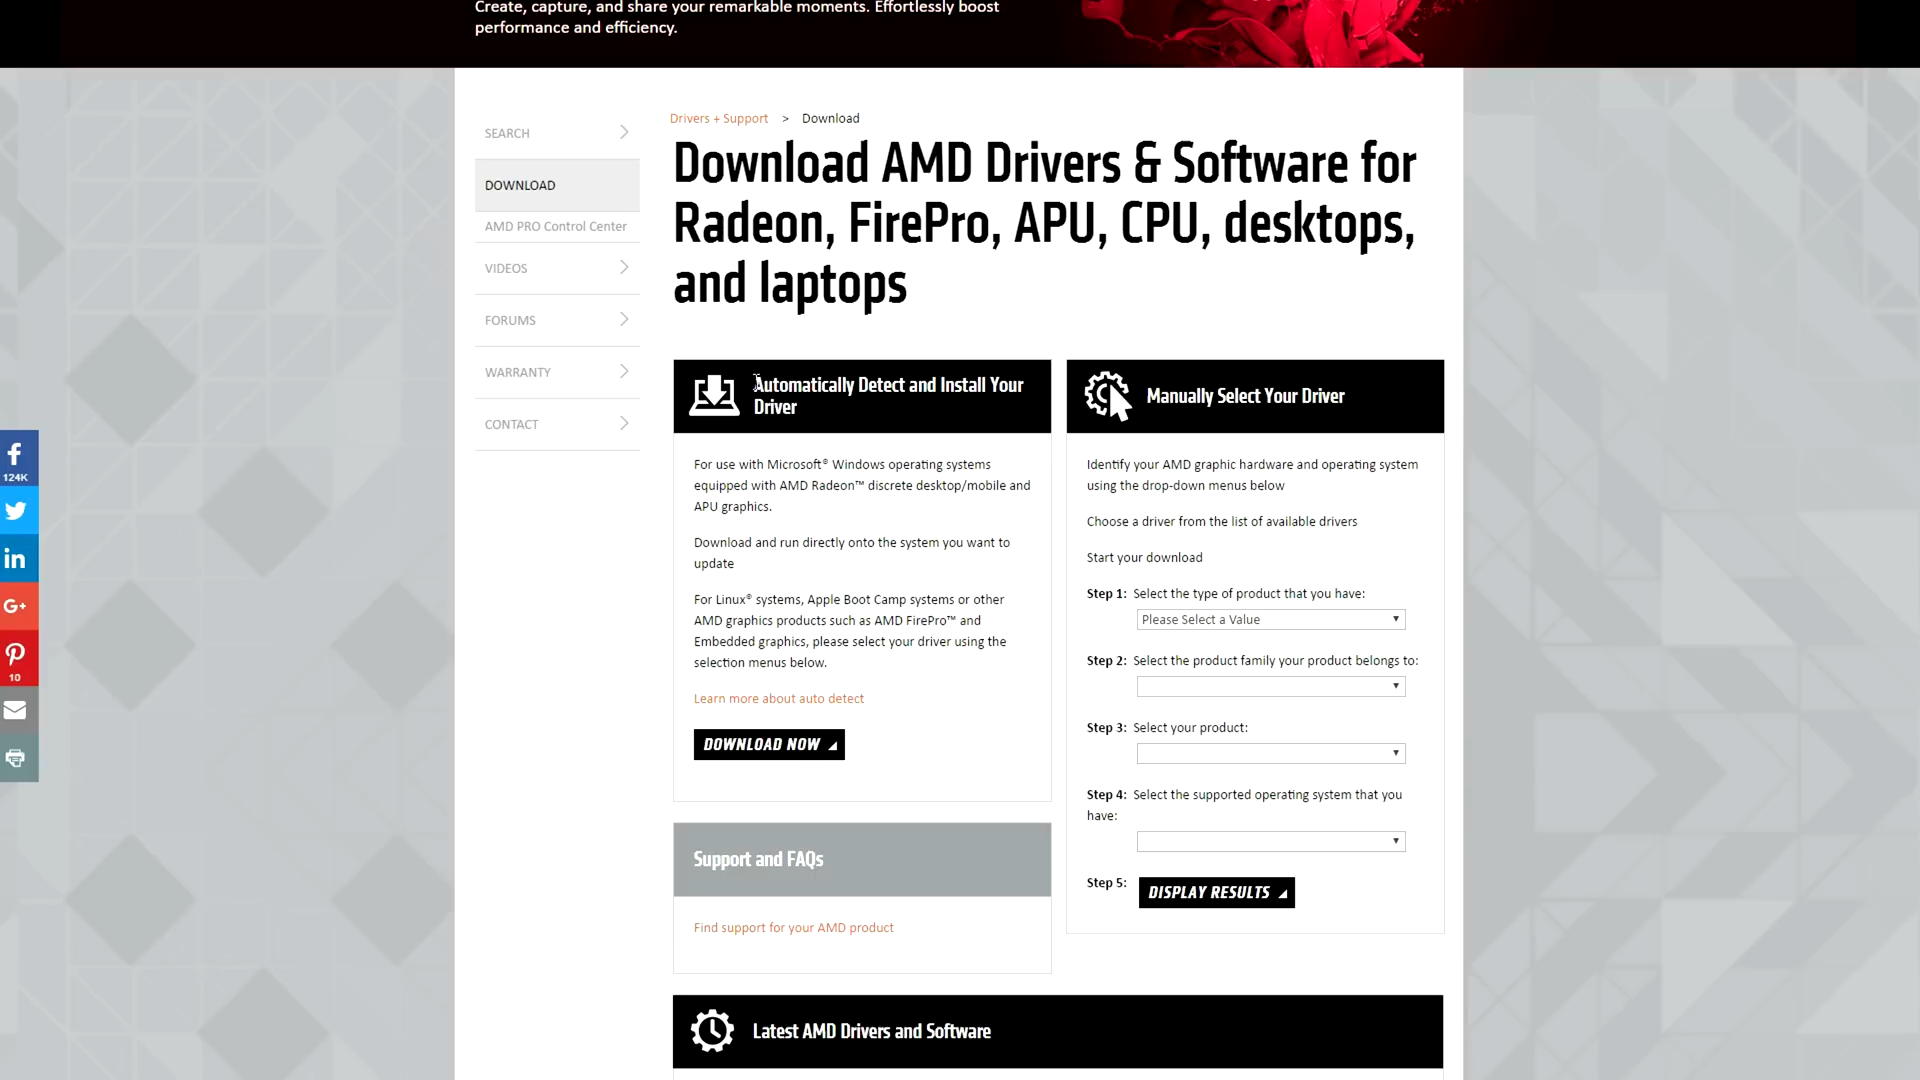 Create, capture, and share your remarkable moments. Effortlessly boost
performance and efficiency.
SEARCH
DOWNLOAD
AMD PRO Control Center
VIDEOS
FORUMS
WARRANTY
CONTACT
124K
in
G+
10
Drivers + Support > Download
Download AMD Drivers & Software for
Radeon, FirePro, APU, CPU, desktops,
and laptops
Automatically Detect and Install Your
Driver
For use with Microsoft® Windows operating systems
equipped with AMD Radeon™ discrete desktop/mobile and
APU graphics.
Download and run directly onto the system you want to
update
For Linux® systems, Apple Boot Camp systems or other
AMD graphics products such as AMD FirePro™ and
Embedded graphics, please select your driver using the
selection menus below.
Learn more about auto detect
DOWNLOAD NOW
Support and FAQs
Find support for your AMD product
Manually Select Your Driver
Identify your AMD graphic hardware and operating system
using the drop-down menus below
Choose a driver from the list of available drivers
Start your download
Step 1: Select the type of product that you have:
Please Select a Value
Step 2: Select the product family your product belongs to:
Step 3: Select your product:
Step 4: Select the supported operating system that you
have:
Step 5: DISPLAY RESULTS
Latest AMD Drivers and Software